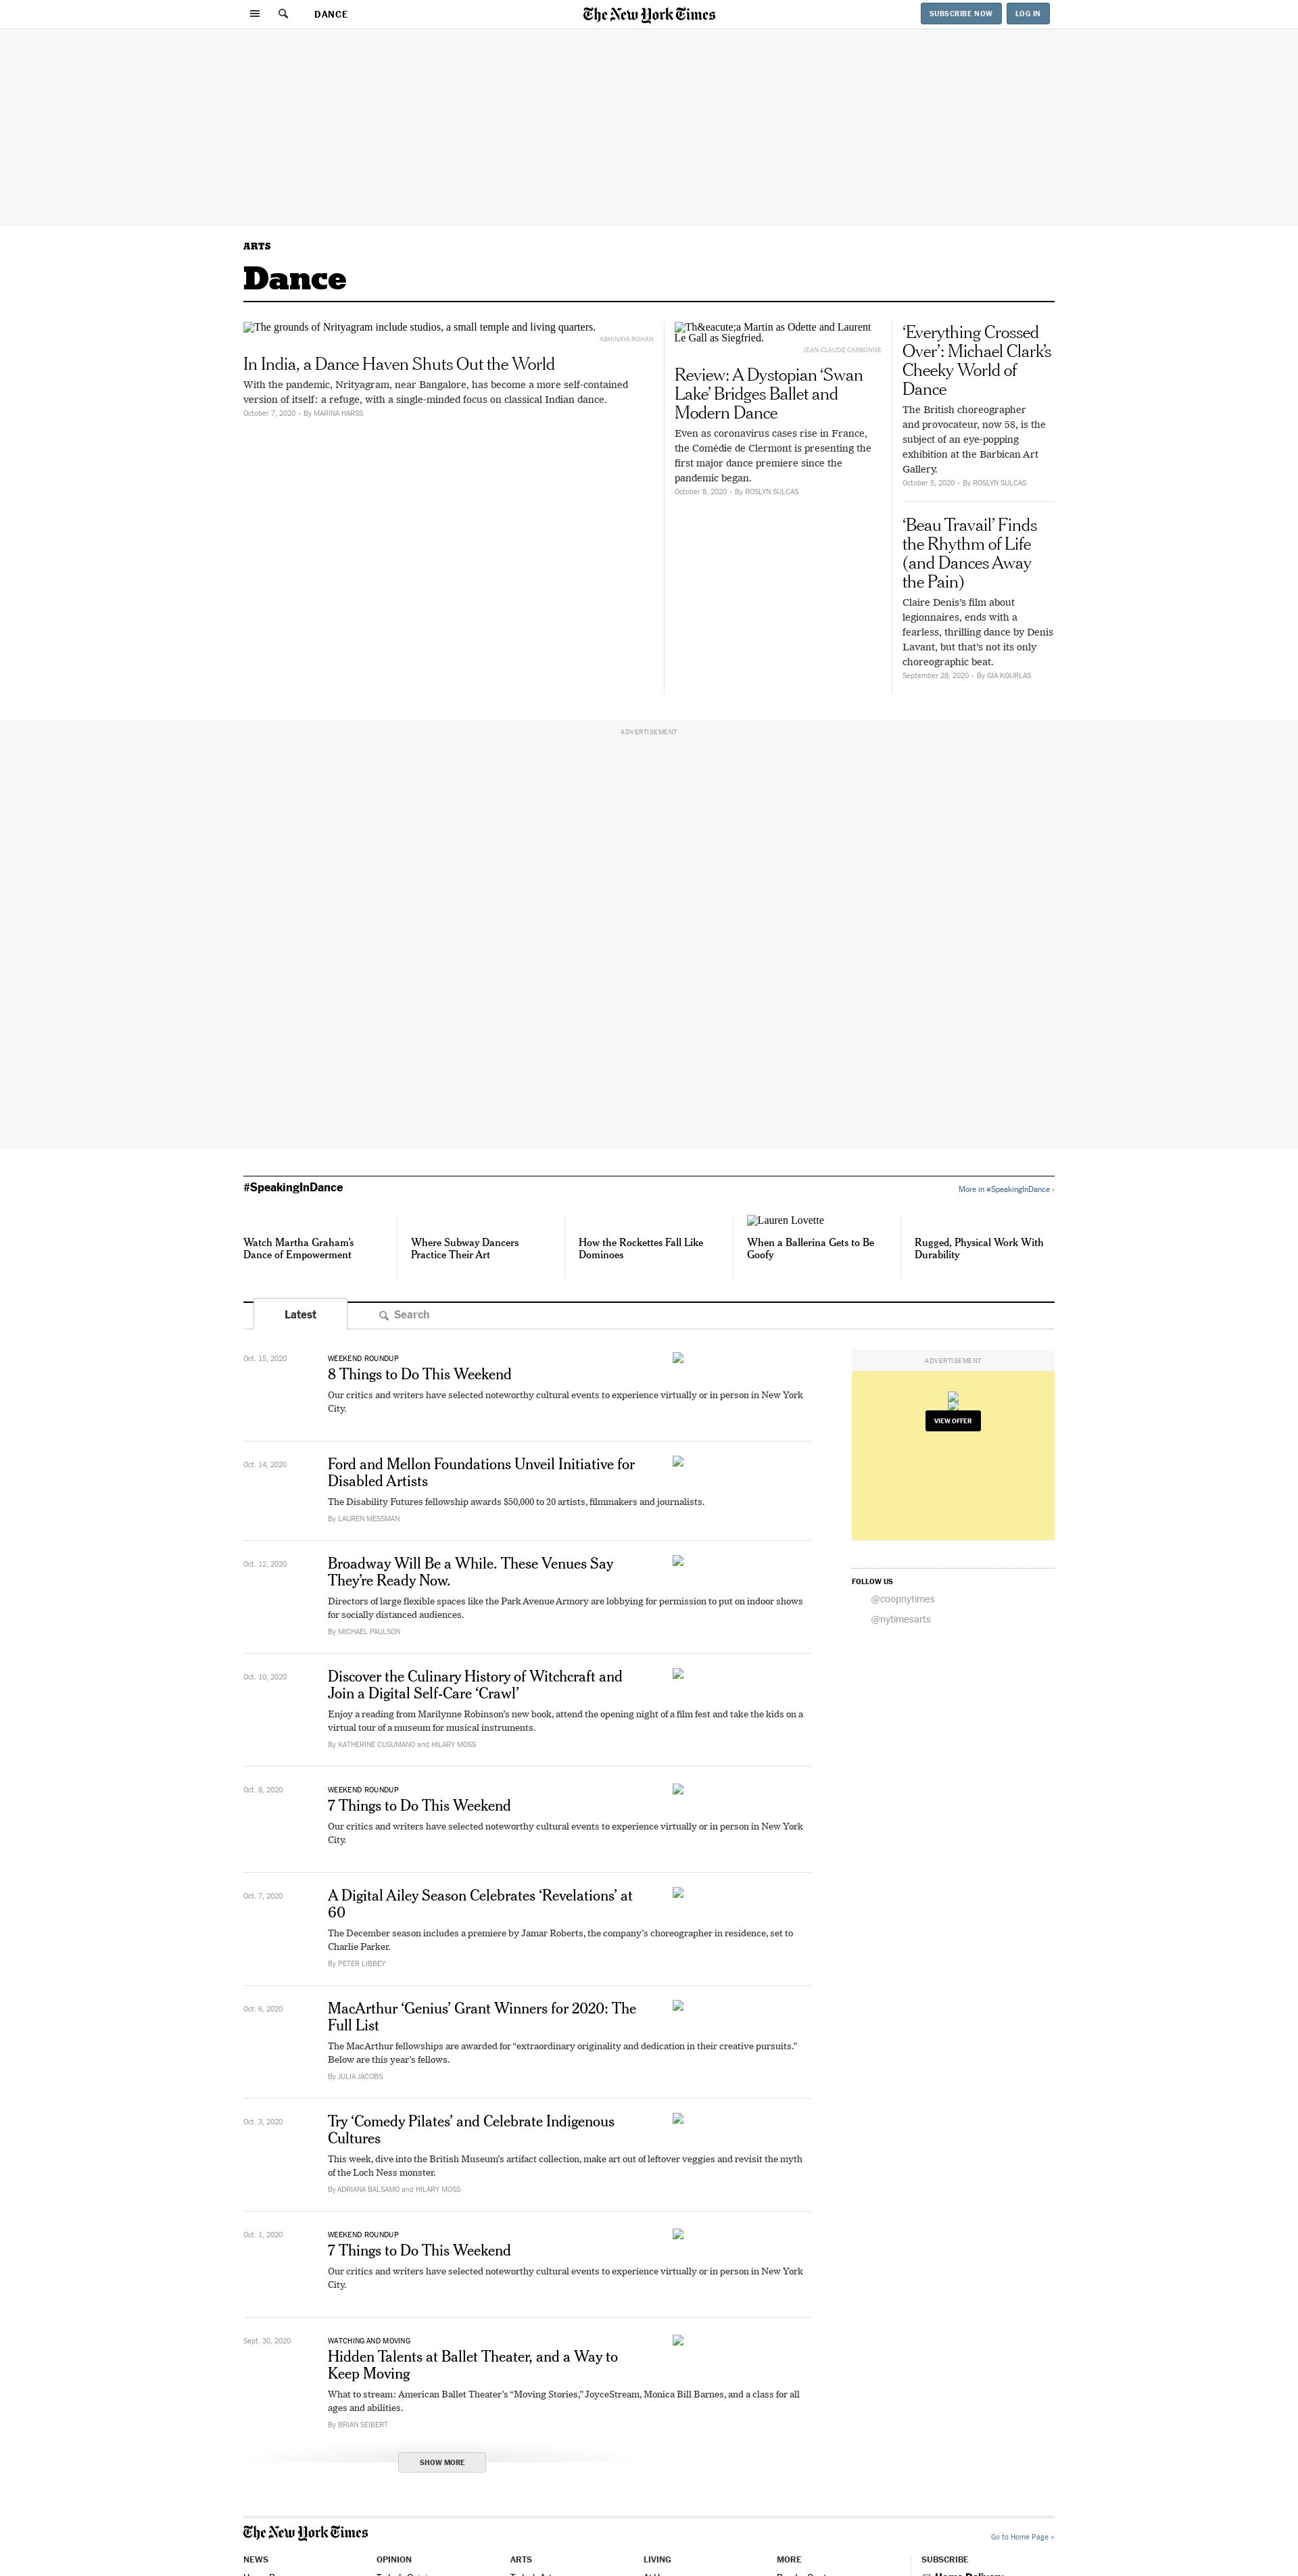 DANCE
The New York Times
SUBSCRIBE NOW
LOG IN
ARTS
Dance
The grounds of Nrityagram include studios, a small temple and living quarters.
ABHINAYA ROHAN
In India, a Dance Haven Shuts Out the World
With the pandemic, Nrityagram, near Bangalore, has become a more self-contained
version of itself: a refuge, with a single-minded focus on classical Indian dance.
October 7, 2020 - By MARINA HARSS
Th&eacute;a Martin as Odette and Laurent
Le Gall as Siegfried.
JEAN-CLAUDE CARBONNE
Review: A Dystopian ‘Swan
Lake’ Bridges Ballet and
Modern Dance
Even as coronavirus cases rise in France,
the Comédie de Clermont is presenting the
first major dance premiere since the
pandemic began.
October 8, 2020 - By ROSLYN SULCAS
‘Everything Crossed
Over’: Michael Clark’s
Cheeky World of
Dance
The British choreographer
and provocateur, now 58, is the
subject of an eye-popping
exhibition at the Barbican Art
Gallery.
October 5, 2020 - By ROSLYN SULCAS
‘Beau Travail’ Finds
the Rhythm of Life
(and Dances Away
the Pain)
Claire Denis’s film about
legionnaires, ends with a
fearless, thrilling dance by Denis
Lavant, but that’s not its only
choreographic beat.
September 28, 2020 - By GIA KOURLAS
ADVERTISEMENT
#SpeakingInDance
More in #SpeakingInDance ›
Watch Martha Graham’s
Dance of Empowerment
Where Subway Dancers
Practice Their Art
How the Rockettes Fall Like
Dominoes
Lauren Lovette
When a Ballerina Gets to Be
Goofy
Rugged, Physical Work With
Durability
Latest
Search
Oct. 15, 2020
WEEKEND ROUNDUP
8 Things to Do This Weekend
Our critics and writers have selected noteworthy cultural events to experience virtually or in person in New York
City.
Oct. 14, 2020
Ford and Mellon Foundations Unveil Initiative for
Disabled Artists
The Disability Futures fellowship awards $50,000 to 20 artists, filmmakers and journalists.
By LAUREN MESSMAN
Oct. 12, 2020
Broadway Will Be a While. These Venues Say
They’re Ready Now.
Directors of large flexible spaces like the Park Avenue Armory are lobbying for permission to put on indoor shows
for socially distanced audiences.
By MICHAEL PAULSON
Oct. 10, 2020
Discover the Culinary History of Witchcraft and
Join a Digital Self-Care ‘Crawl’
Enjoy a reading from Marilynne Robinson’s new book, attend the opening night of a film fest and take the kids on a
virtual tour of a museum for musical instruments.
By KATHERINE CUSUMANO and HILARY MOSS
Oct. 8, 2020
WEEKEND ROUNDUP
7 Things to Do This Weekend
Our critics and writers have selected noteworthy cultural events to experience virtually or in person in New York
City.
Oct. 7, 2020
A Digital Ailey Season Celebrates ‘Revelations’ at
60
The December season includes a premiere by Jamar Roberts, the company’s choreographer in residence, set to
Charlie Parker.
By PETER LIBBEY
Oct. 6, 2020
MacArthur ‘Genius’ Grant Winners for 2020: The
Full List
The MacArthur fellowships are awarded for “extraordinary originality and dedication in their creative pursuits.”
Below are this year’s fellows.
By JULIA JACOBS
Oct. 3, 2020
Try ‘Comedy Pilates’ and Celebrate Indigenous
Cultures
This week, dive into the British Museum’s artifact collection, make art out of leftover veggies and revisit the myth
of the Loch Ness monster.
By ADRIANA BALSAMO and HILARY MOSS
Oct. 1, 2020
WEEKEND ROUNDUP
7 Things to Do This Weekend
Our critics and writers have selected noteworthy cultural events to experience virtually or in person in New York
City.
Sept. 30, 2020
WATCHING AND MOVING
Hidden Talents at Ballet Theater, and a Way to
Keep Moving
What to stream: American Ballet Theater’s “Moving Stories,” JoyceStream, Monica Bill Barnes, and a class for all
ages and abilities.
By BRIAN SEIBERT
SHOW MORE
ADVERTISEMENT
VIEW OFFER
FOLLOW US
@coopnytimes
@nytimesarts
The New York Times
Go to Home Page »
NEWS
OPINION
ARTS
LIVING
MORE
SUBSCRIBE